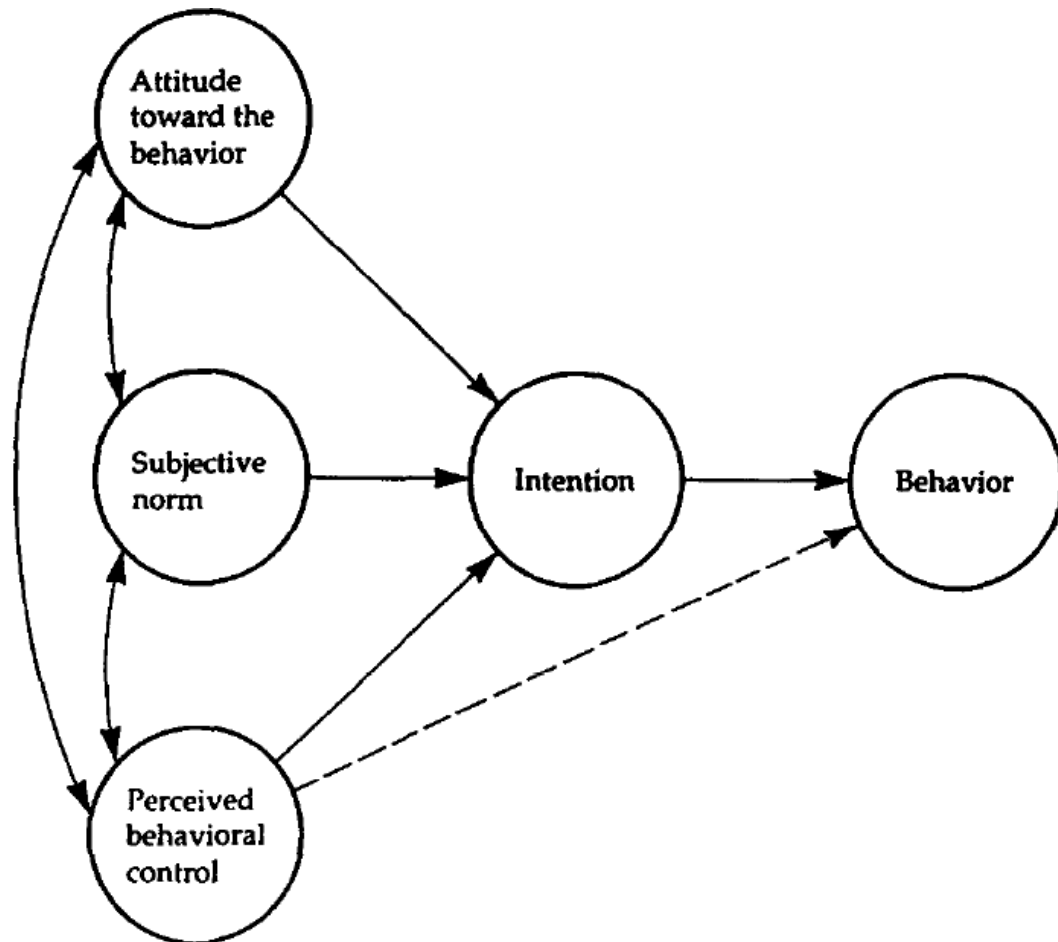 Attitude
toward the
behavior
Subjective
norm
Intention
Behavior
Perceived
behavioral
control